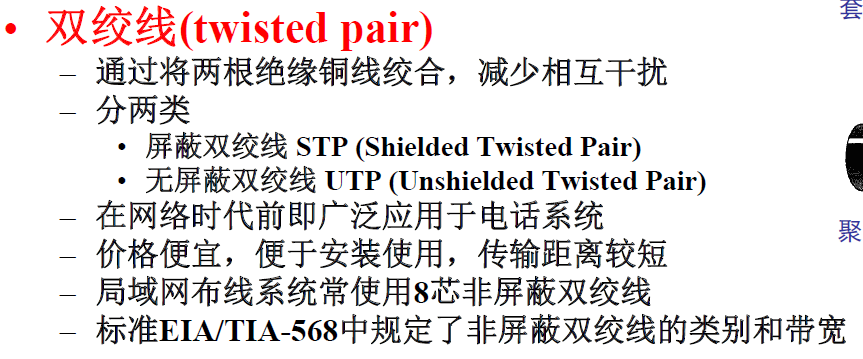 • 双绞线(twisted pair)
– 通过将两根绝缘铜线绞合，减少相互干扰
– 分两类
• 屏蔽双绞线 STP (Shielded Twisted Pair)
• 无屏蔽双绞线 UTP (Unshielded Twisted Pair)
– 在网络时代前即广泛应用于电话系统
– 价格便宜，便于安装使用，传输距离较短
– 局域网布线系统常使用8芯非屏蔽双绞线
– 标准EIA/TIA-568中规定了非屏蔽双绞线的类别和带宽
套
聚